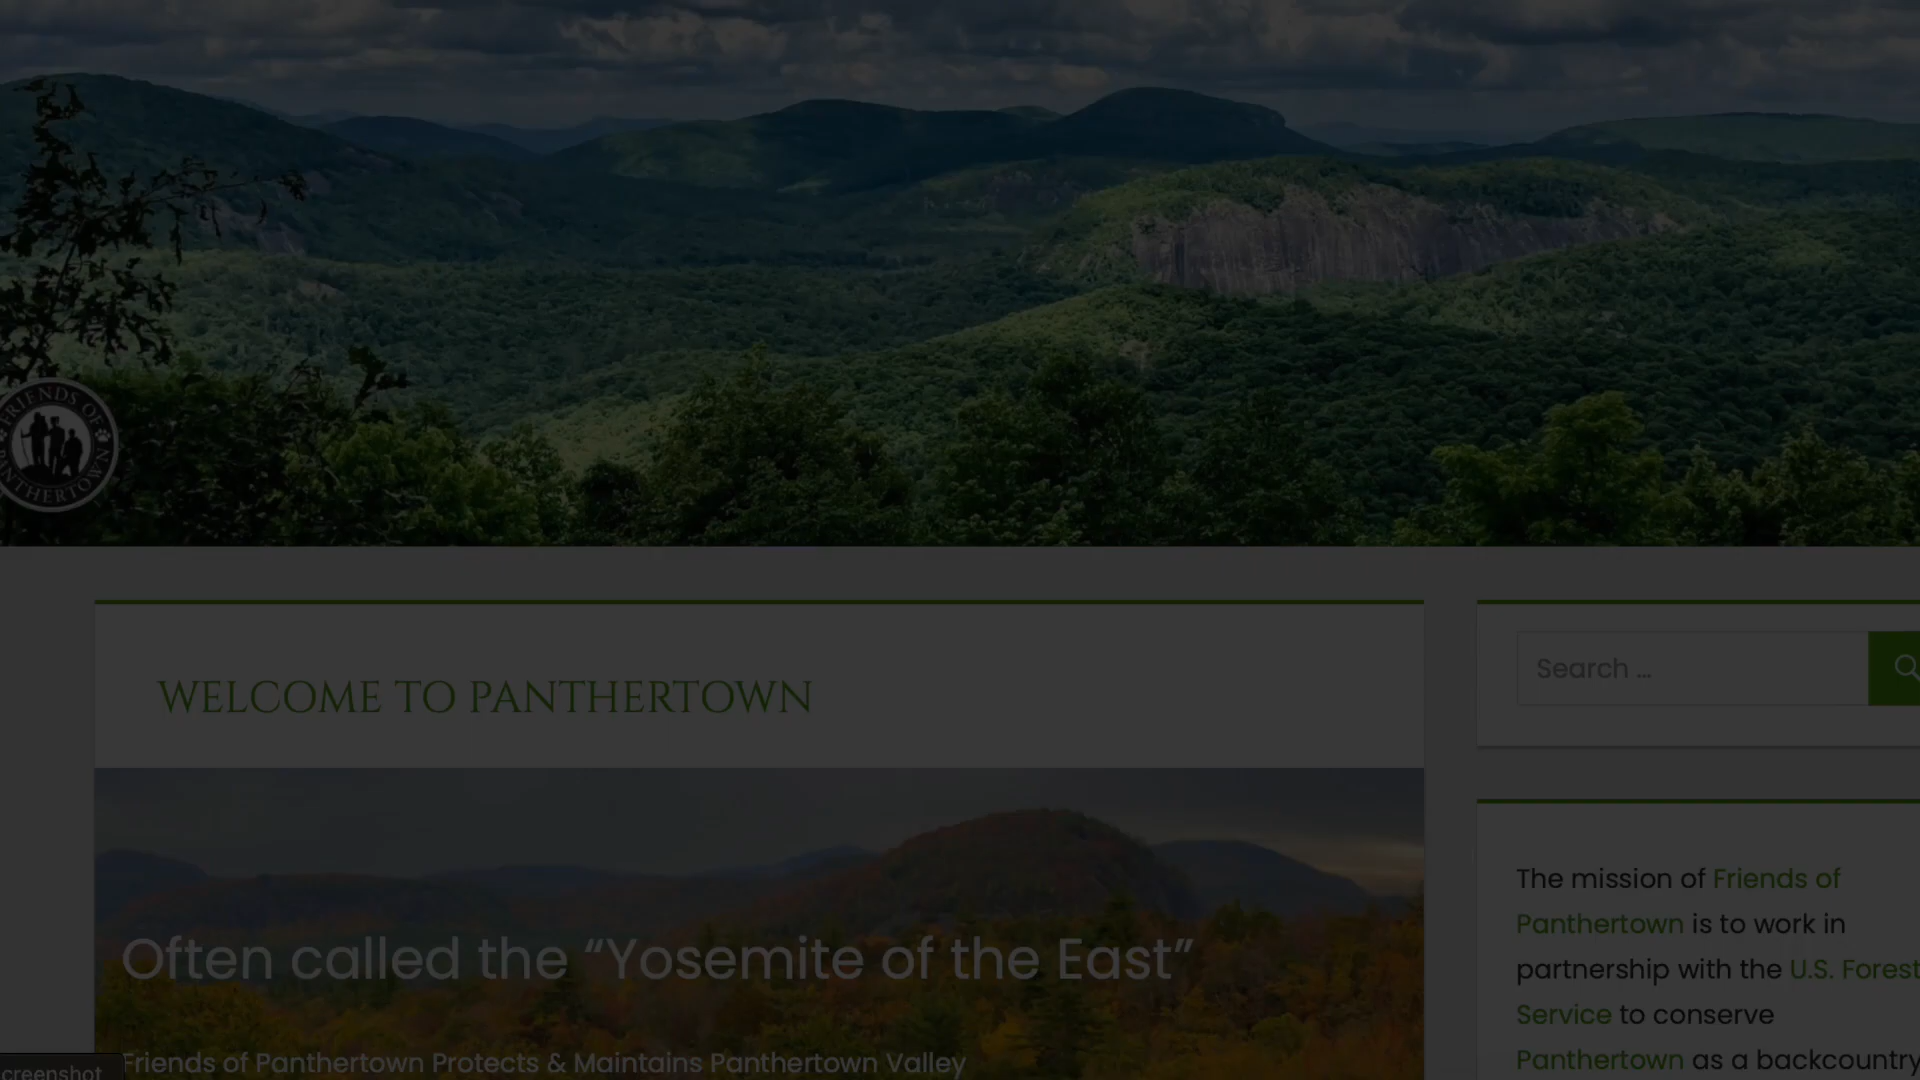 FRIENDS OF
PANTHERTOWN
WELCOME TO PANTHERTOWN
Search ...
Often called the “Yosemite of the East”
The mission of Friends of
Panthertown is to work in
partnership with the U.S. Forest
Service to conserve
Panthertown as a backcountry
Friends of Panthertown Protects & Maintains Panthertown Valley
creenshot